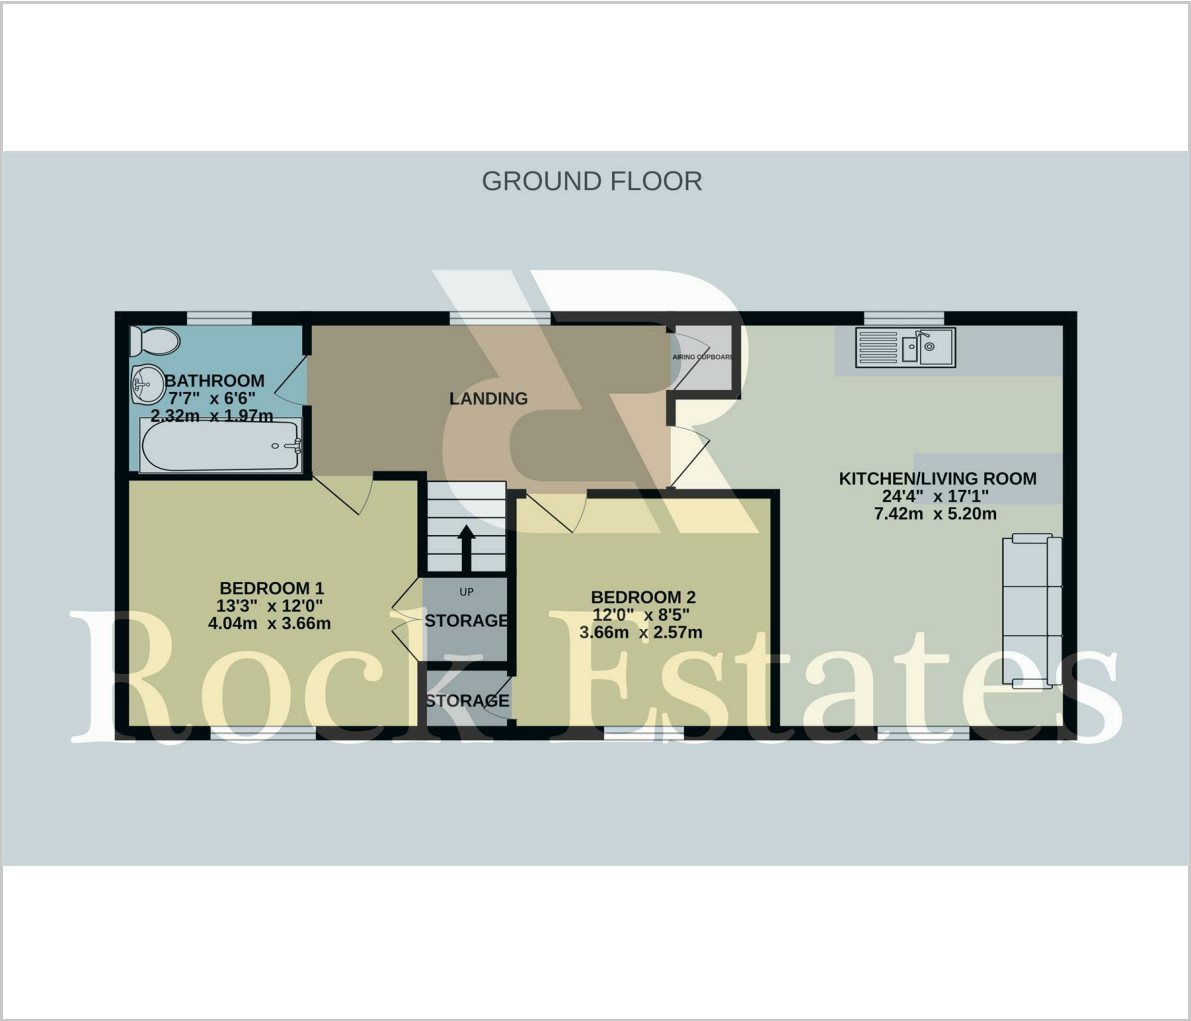 GROUND FLOOR
BATHROOM
7'7" x 6'6"
2.32m x 1.97m
LANDING
AIRING CUPBOARD
KITCHEN/LIVING ROOM
24'4" x 17'1"
7.42m x 5.20m
BEDROOM 1
13'3" x 12'0"
4.04m x 3.66m
UP
STORAGE
BEDROOM 2
12'0" x 8'5"
3.66m x 2.57m
STORAGE
Rock Estates